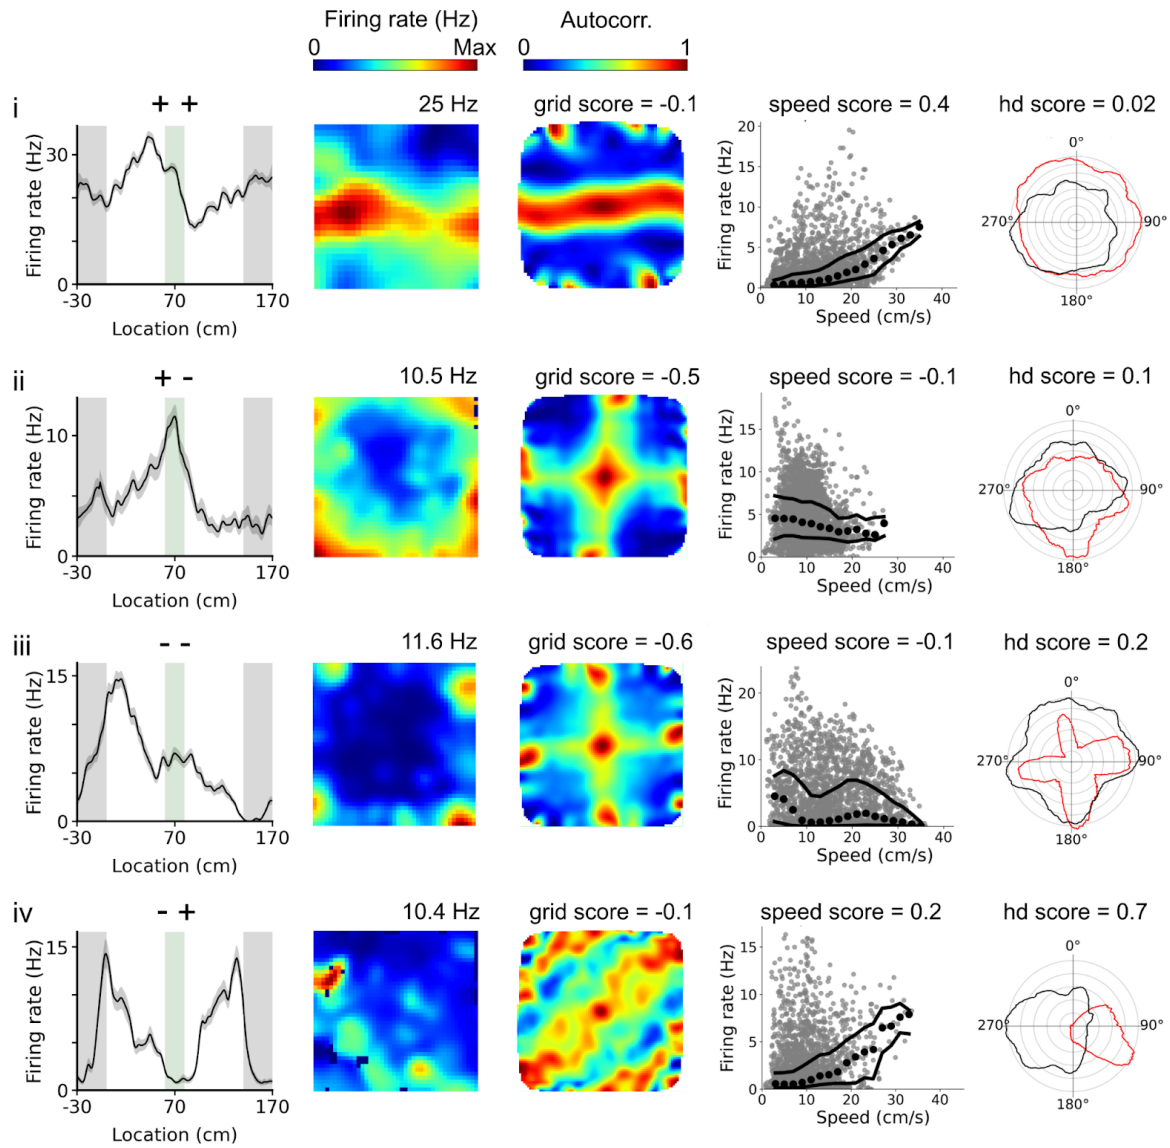 Firing rate (Hz) Autocorr.
0 Max 0 1
i + + 25 Hz grid score = -0.1 speed score = 0.4 hd score = 0.02
Firing rate (Hz)
30
0
-30 70 170
Location (cm)
Firing rate (Hz)
20
15
10
5
0
0 10 20 30 40
Speed (cm/s)
0°
270° 90°
180°
ii + - 10.5 Hz grid score = -0.5 speed score = -0.1 hd score = 0.1
Firing rate (Hz)
10
0
-30 70 170
Location (cm)
Firing rate (Hz)
15
10
5
0
0 10 20 30 40
Speed (cm/s)
0°
270° 90°
180°
iii - - 11.6 Hz grid score = -0.6 speed score = -0.1 hd score = 0.2
Firing rate (Hz)
15
0
-30 70 170
Location (cm)
Firing rate (Hz)
20
15
10
5
0
0 10 20 30 40
Speed (cm/s)
0°
270° 90°
180°
iv - + 10.4 Hz grid score = -0.1 speed score = 0.2 hd score = 0.7
Firing rate (Hz)
15
0
-30 70 170
Location (cm)
Firing rate (Hz)
15
10
5
0
0 10 20 30 40
Speed (cm/s)
0°
270° 90°
180°